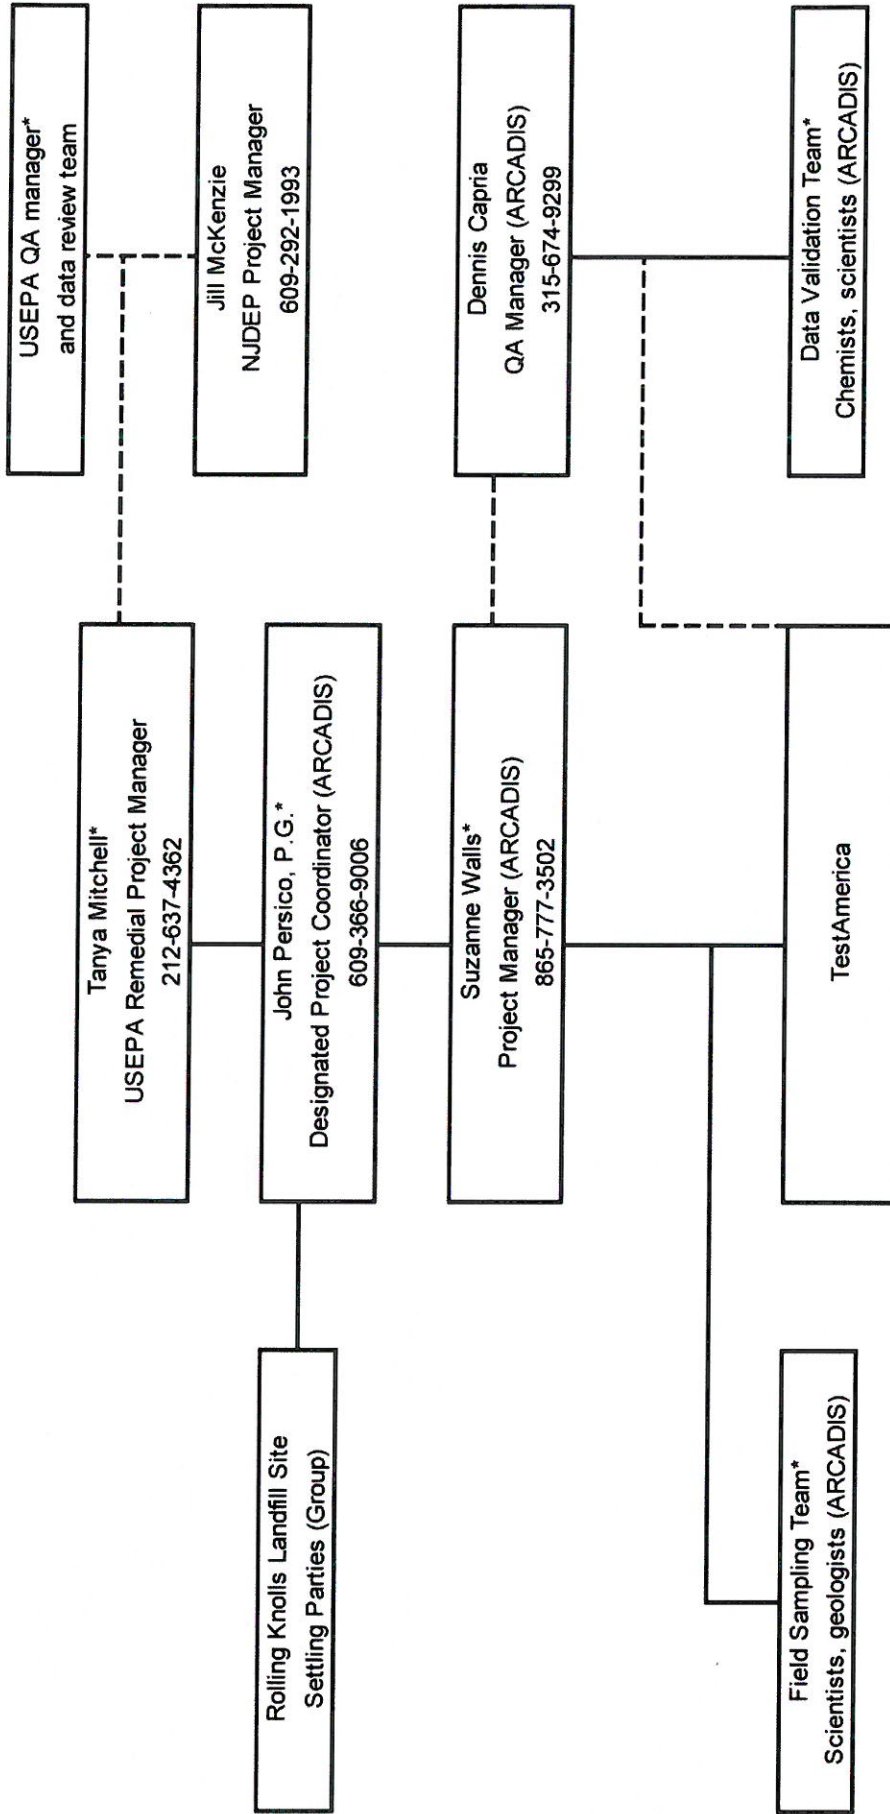 USEPA QA manager*
and data review team
Tanya Mitchell*
USEPA Remedial Project Manager
212-637-4362
Jill McKenzie
NJDEP Project Manager
609-292-1993
Rolling Knolls Landfill Site
Settling Parties (Group)
John Persico, P.G.*
Designated Project Coordinator (ARCADIS)
609-366-9006
Suzanne Walls*
Project Manager (ARCADIS)
865-777-3502
Dennis Capria
QA Manager (ARCADIS)
315-674-9299
Field Sampling Team*
Scientists, geologists (ARCADIS)
TestAmerica
Data Validation Team*
Chemists, scientists (ARCADIS)